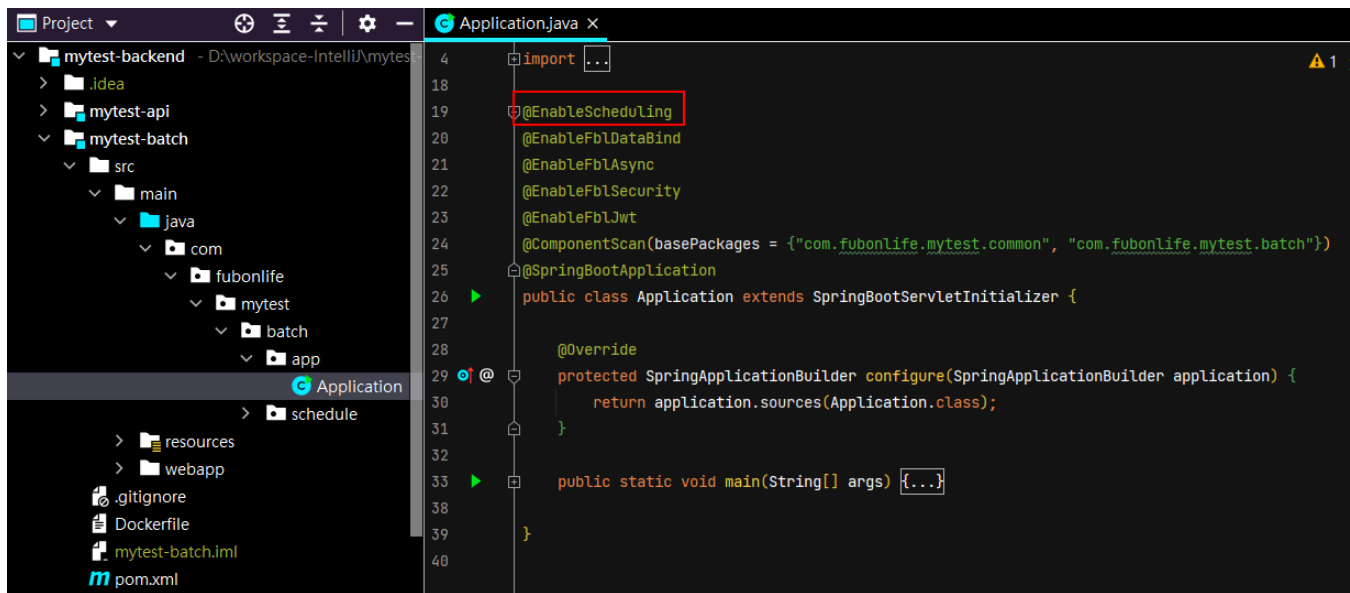 Project
mytest-backend - D:\workspace-IntelliJ\mytest-
.idea
mytest-api
mytest-batch
src
main
java
com
fubonlife
mytest
batch
app
Application
schedule
resources
webapp
.gitignore
Dockerfile
mytest-batch.iml
pom.xml
Application.java
1
4 import ...
18
19 @EnableScheduling
20 @EnableFblDataBind
21 @EnableFblAsync
22 @EnableFblSecurity
23 @EnableFblJwt
24 @ComponentScan(basePackages = {"com.fubonlife.mytest.common", "com.fubonlife.mytest.batch"})
25 @SpringBootApplication
26 public class Application extends SpringBootServletInitializer {
27
28 @Override
29 @ protected SpringApplicationBuilder configure(SpringApplicationBuilder application) {
30 return application.sources(Application.class);
31 }
32
33 public static void main(String[] args) {...}
38
39 }
40